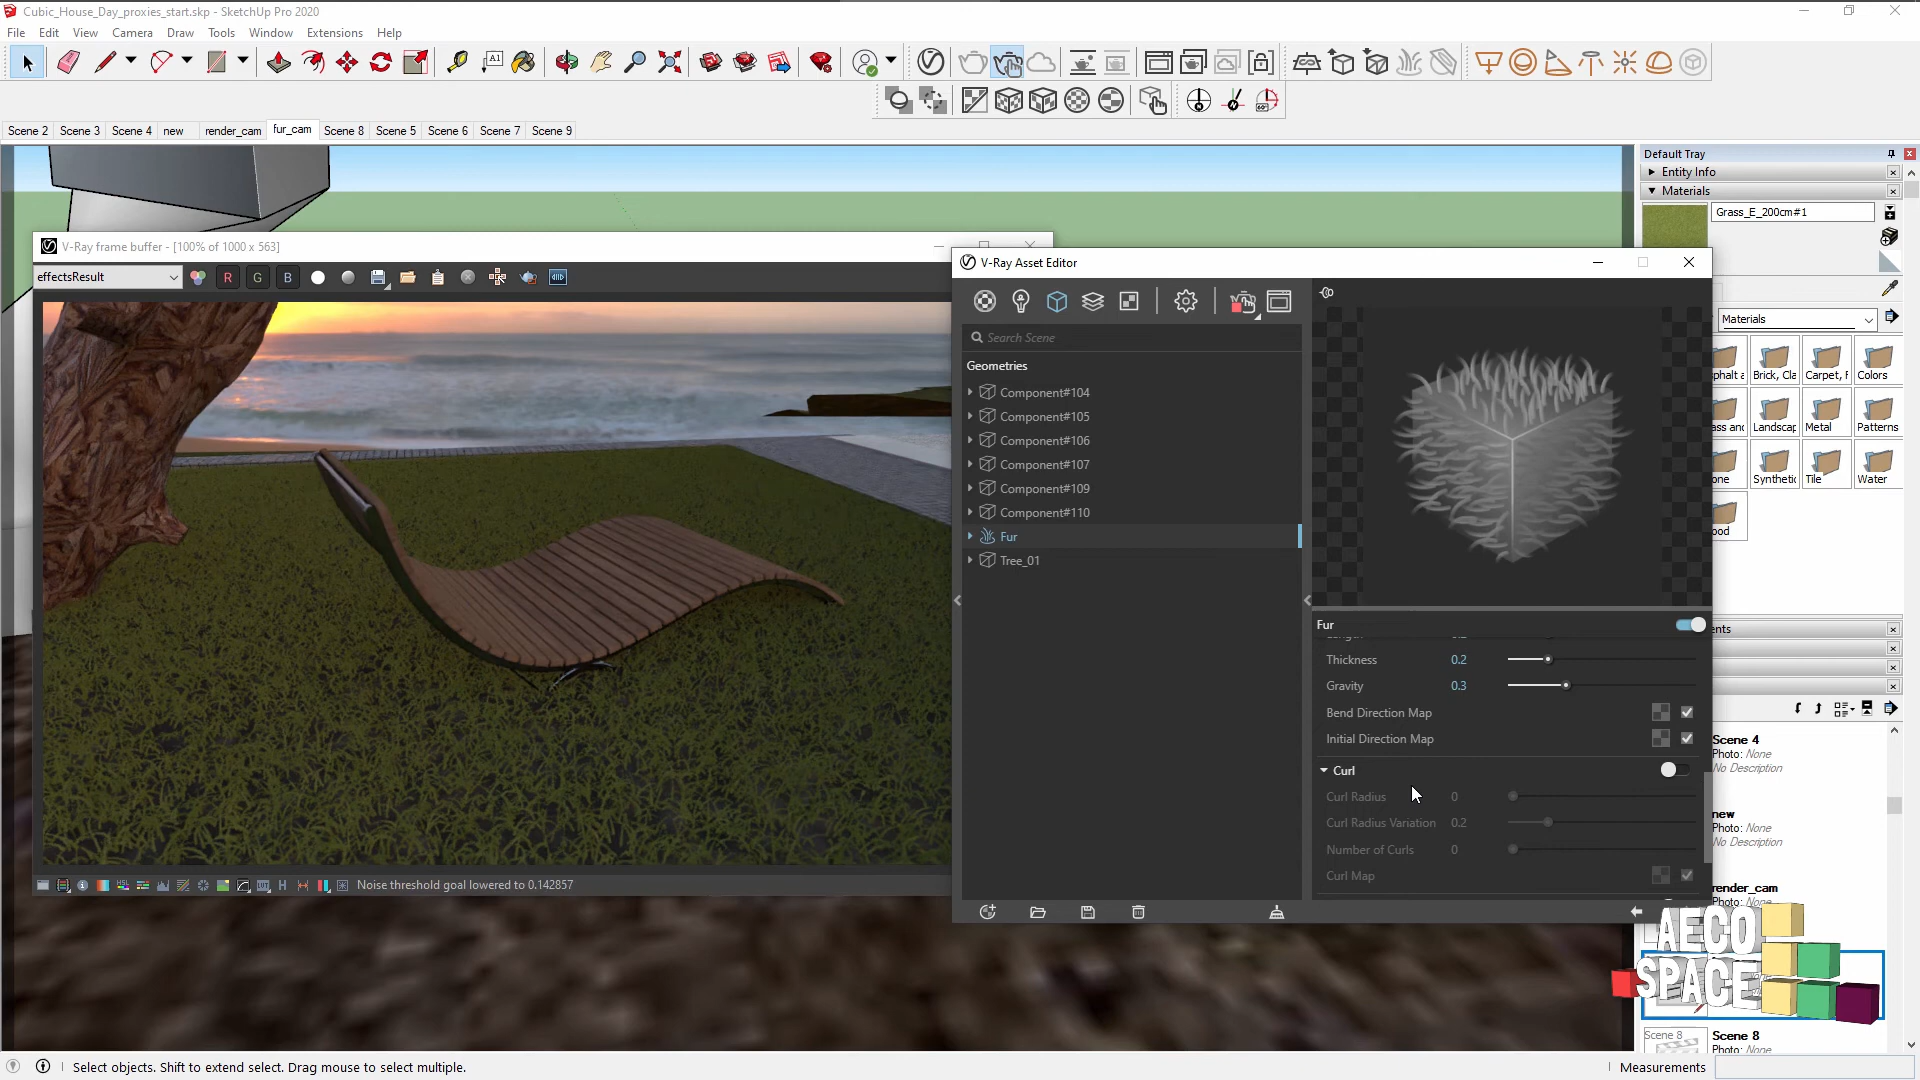 Cubic_House_Day_proxies_start.skp - SketchUp Pro 2020
File Edit View Camera Draw Tools Window Extensions Help
A1
Scene 2 Scene 3 Scene 4 new render_cam fur_cam Scene 8 Scene 5 Scene 6 Scene 7 Scene 9
Default Tray
Entity Info
Materials
Grass_E_200cm#1
Materials
Brick, Cla Carpet, f Colors
Landscap Metal Patterns
Synthetic Tile Water
V-Ray frame buffer - [100% of 1000 x 563]
effectsResult
R G B
Noise threshold goal lowered to 0.142857
V-Ray Asset Editor
Search Scene
Geometries
Component#104
Component#105
Component#106
Component#107
Component#109
Component#110
Fur
Tree_01
Fur
Thickness 0.2
Gravity 0.3
Bend Direction Map
Initial Direction Map
Curl
Curl Radius 0
Curl Radius Variation 0.2
Number of Curls 0
Curl Map
Scene 4
Photo: None
No Description
new
Photo: None
No Description
render_cam
Photo: None
AECO
SPACE
Scene 8
Scene 8
Photo: None
Select objects. Shift to extend select. Drag mouse to select multiple.
Measurements